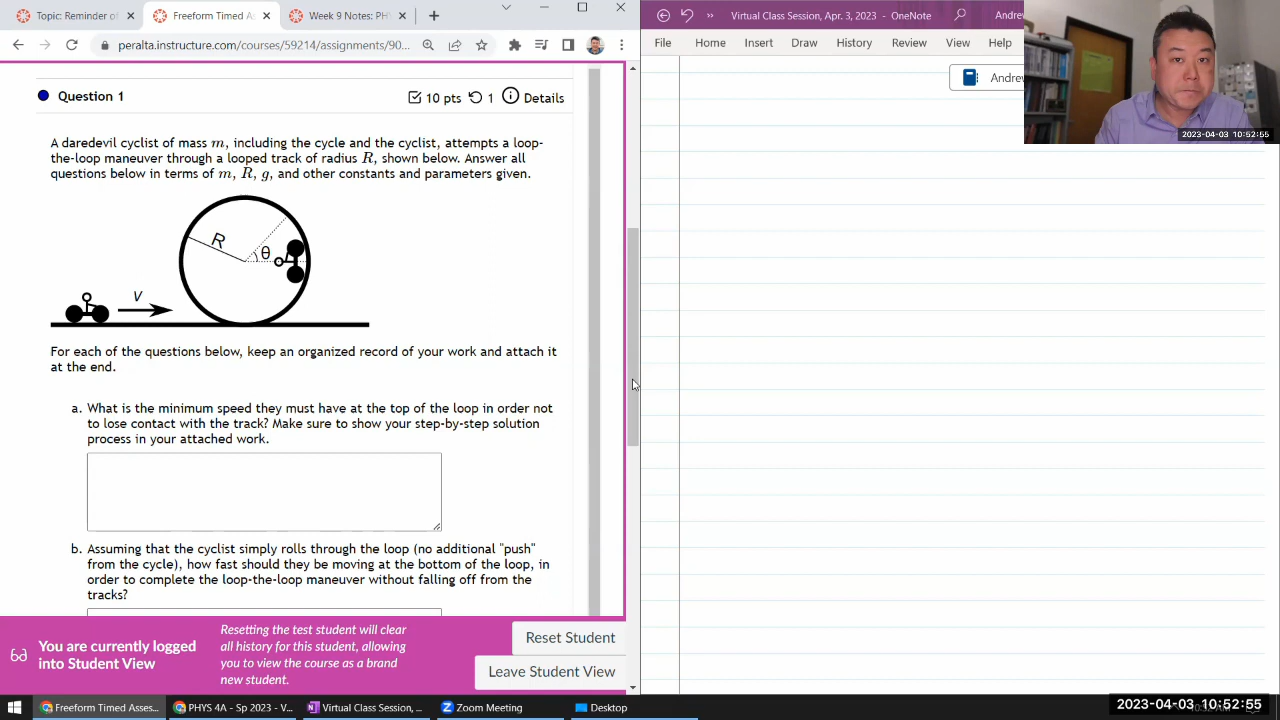 Topic: Reminder of
Freeform Timed As
Week 9 Notes: PH
peralta.instructure.com/courses/59214/assignments/90...
Question 1
10 pts
1
Details
A daredevil cyclist of mass m, including the cycle and the cyclist, attempts a loop-
the-loop maneuver through a looped track of radius R, shown below. Answer all
questions below in terms of m, R, g, and other constants and parameters given.
R
θ
v
For each of the questions below, keep an organized record of your work and attach it
at the end.
a. What is the minimum speed they must have at the top of the loop in order not
to lose contact with the track? Make sure to show your step-by-step solution
process in your attached work.
b. Assuming that the cyclist simply rolls through the loop (no additional "push"
from the cycle), how fast should they be moving at the bottom of the loop, in
order to complete the loop-the-loop maneuver without falling off from the
tracks?
You are currently logged
into Student View
Resetting the test student will clear
all history for this student, allowing
you to view the course as a brand
new student.
Reset Student
Leave Student View
Virtual Class Session, Apr. 3, 2023 - OneNote
Andre
File
Home
Insert
Draw
History
Review
View
Help
Andrew
2023-04-03 10:52:55
Freeform Timed Asses...
PHYS 4A - Sp 2023 - V...
Virtual Class Session, ...
Zoom Meeting
Desktop
2023-04-03 10:52:55